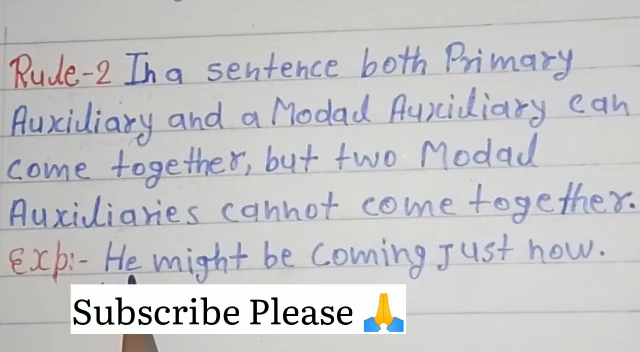 Rule-2 In a sentence both Primary
Auxiliary and a Modal Auxiliary can
come together, but two Modal
Auxiliaries cannot come together.
Exp:- He might be coming Just now.
Subscribe Please 🙏